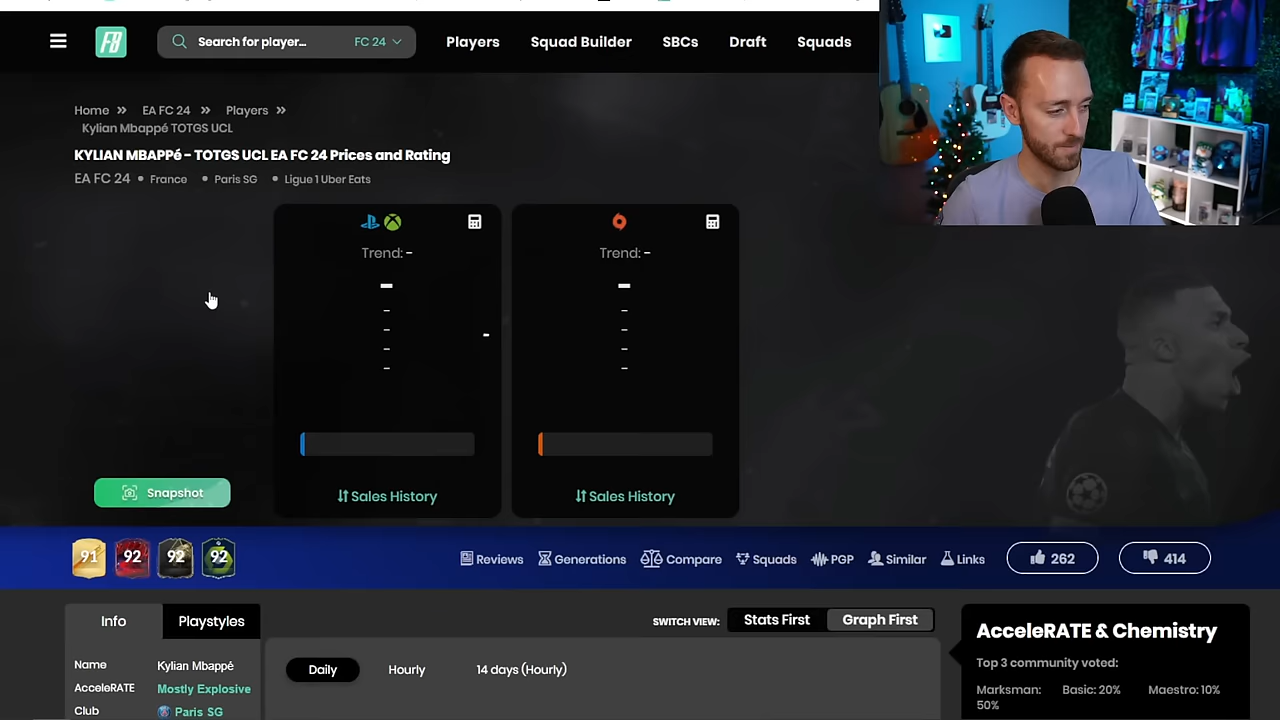 FB
Search for player...
FC 24
Players
Squad Builder
SBCs
Draft
Squads
Home » EA FC 24 » Players »
Kylian Mbappé TOTGS UCL
KYLIAN MBAPPé - TOTGS UCL EA FC 24 Prices and Rating
EA FC 24 • France • Paris SG • Ligue 1 Uber Eats
Trend: -
-
-
-
-
-
-
Sales History
Trend: -
-
-
-
-
-
Sales History
Snapshot
91
92
92
92
Reviews
Generations
Compare
Squads
PGP
Similar
Links
262
414
Info
Playstyles
Name Kylian Mbappé
AcceleRATE Mostly Explosive
Club Paris SG
SWITCH VIEW:
Stats First
Graph First
Daily
Hourly
14 days (Hourly)
AcceleRATE & Chemistry
Top 3 community voted:
Marksman: Basic: 20% Maestro: 10%
50%